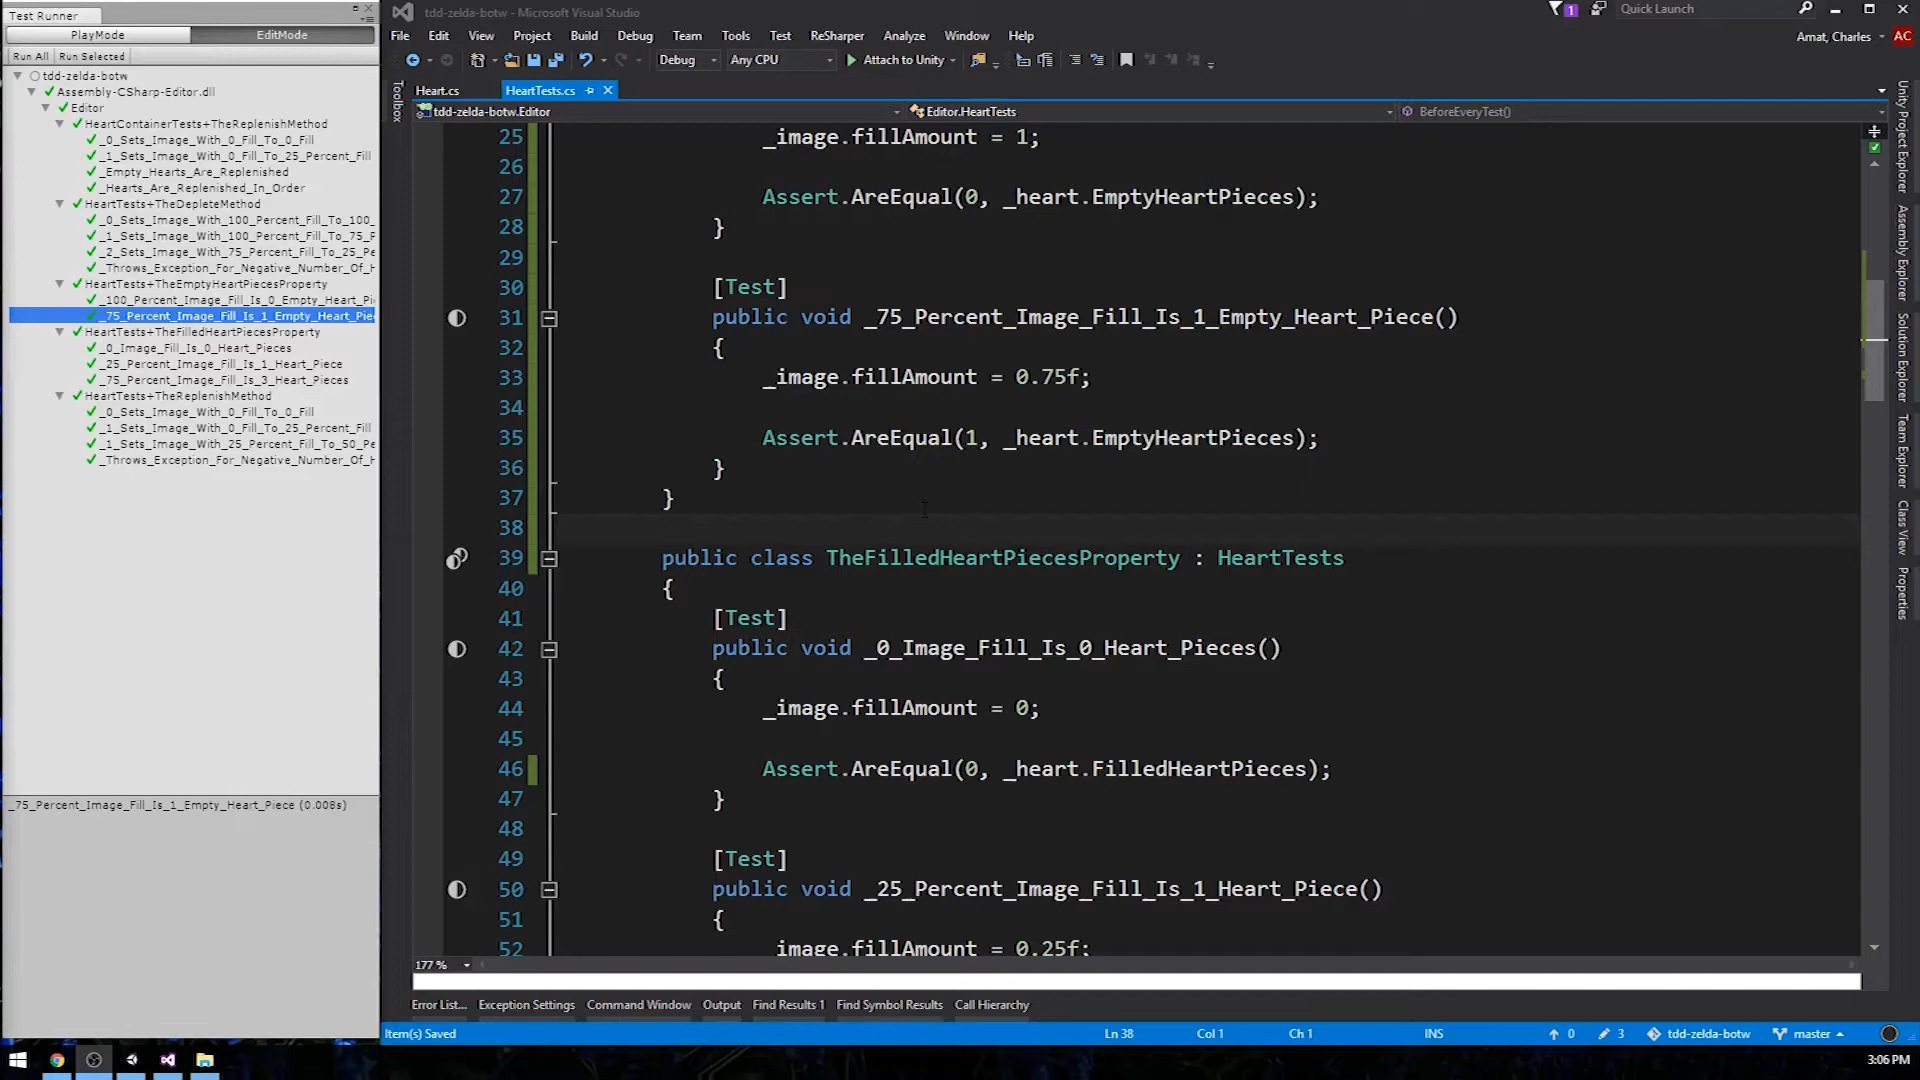 Test Runner
PlayMode
EditMode
Run All
Run Selected
tdd-zelda-botw
Assembly-CSharp-Editor.dll
Editor
HeartContainerTests+TheReplenishMethod
_0_Sets_Image_With_0_Fill_To_0_Fill
_1_Sets_Image_With_0_Fill_To_25_Percent_Fill
_Empty_Hearts_Are_Replenished
_Hearts_Are_Replenished_In_Order
HeartTests+TheDepleteMethod
_0_Sets_Image_With_100_Percent_Fill_To_100_
_1_Sets_Image_With_100_Percent_Fill_To_75_P
_2_Sets_Image_With_75_Percent_Fill_To_25_Pe
_Throws_Exception_For_Negative_Number_Of_H
HeartTests+TheEmptyHeartPiecesProperty
_100_Percent_Image_Fill_Is_0_Empty_Heart_Pi
_75_Percent_Image_Fill_Is_1_Empty_Heart_Pie
HeartTests+TheFilledHeartPiecesProperty
_0_Image_Fill_Is_0_Heart_Pieces
_25_Percent_Image_Fill_Is_1_Heart_Piece
_75_Percent_Image_Fill_Is_3_Heart_Pieces
HeartTests+TheReplenishMethod
_0_Sets_Image_With_0_Fill_To_0_Fill
_1_Sets_Image_With_0_Fill_To_25_Percent_Fill
_1_Sets_Image_With_25_Percent_Fill_To_50_Pe
_Throws_Exception_For_Negative_Number_Of_H
_75_Percent_Image_Fill_Is_1_Empty_Heart_Piece (0.008s)
tdd-zelda-botw - Microsoft Visual Studio
1
Quick Launch
File Edit View Project Build Debug Team Tools Test ReSharper Analyze Window Help
Amat, Charles
AC
Debug
Any CPU
Attach to Unity
Toolbox
Heart.cs
HeartTests.cs
tdd-zelda-botw.Editor
Editor.HeartTests
BeforeEveryTest()
25 _image.fillAmount = 1;
26
27 Assert.AreEqual(0, _heart.EmptyHeartPieces);
28 }
29
30 [Test]
31 public void _75_Percent_Image_Fill_Is_1_Empty_Heart_Piece()
32 {
33 _image.fillAmount = 0.75f;
34
35 Assert.AreEqual(1, _heart.EmptyHeartPieces);
36 }
37 }
38
39 public class TheFilledHeartPiecesProperty : HeartTests
40 {
41 [Test]
42 public void _0_Image_Fill_Is_0_Heart_Pieces()
43 {
44 _image.fillAmount = 0;
45
46 Assert.AreEqual(0, _heart.FilledHeartPieces);
47 }
48
49 [Test]
50 public void _25_Percent_Image_Fill_Is_1_Heart_Piece()
51 {
52 image.fillAmount = 0.25f;
177 %
Unity Project Explorer
Assembly Explorer
Solution Explorer
Team Explorer
Class View
Properties
Error List...
Exception Settings
Command Window
Output
Find Results 1
Find Symbol Results
Call Hierarchy
Item(s) Saved
Ln 38
Col 1
Ch 1
INS
0
3
tdd-zelda-botw
master
3:06 PM